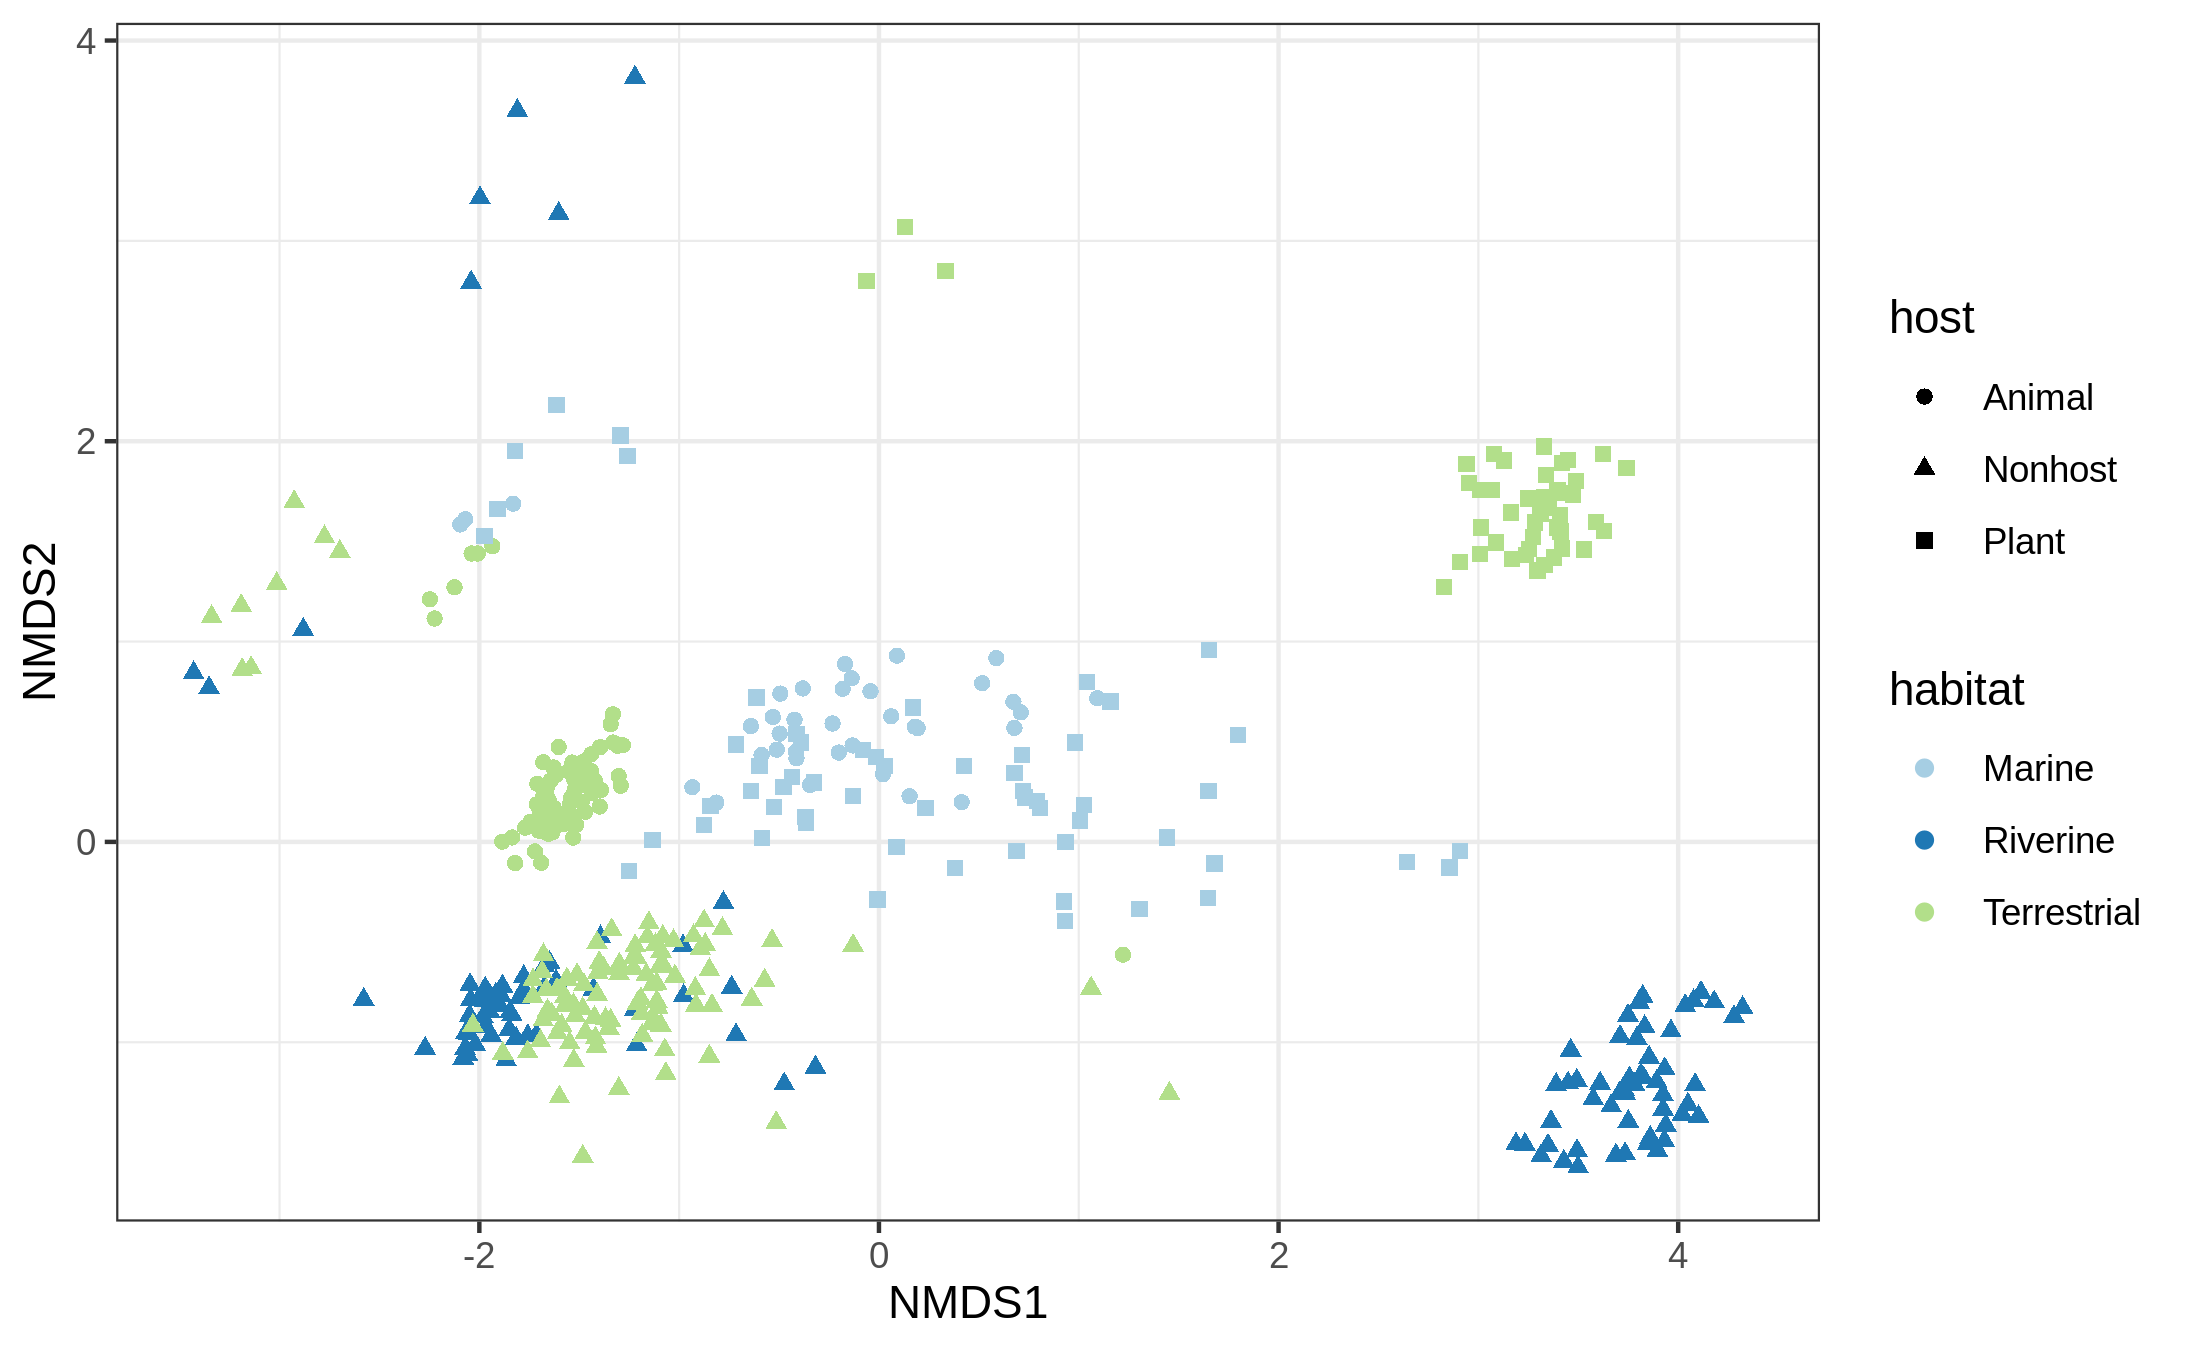 4
2
0
NMDS2
-2
0
2
4
NMDS1
host
Animal
Nonhost
Plant
habitat
Marine
Riverine
Terrestrial